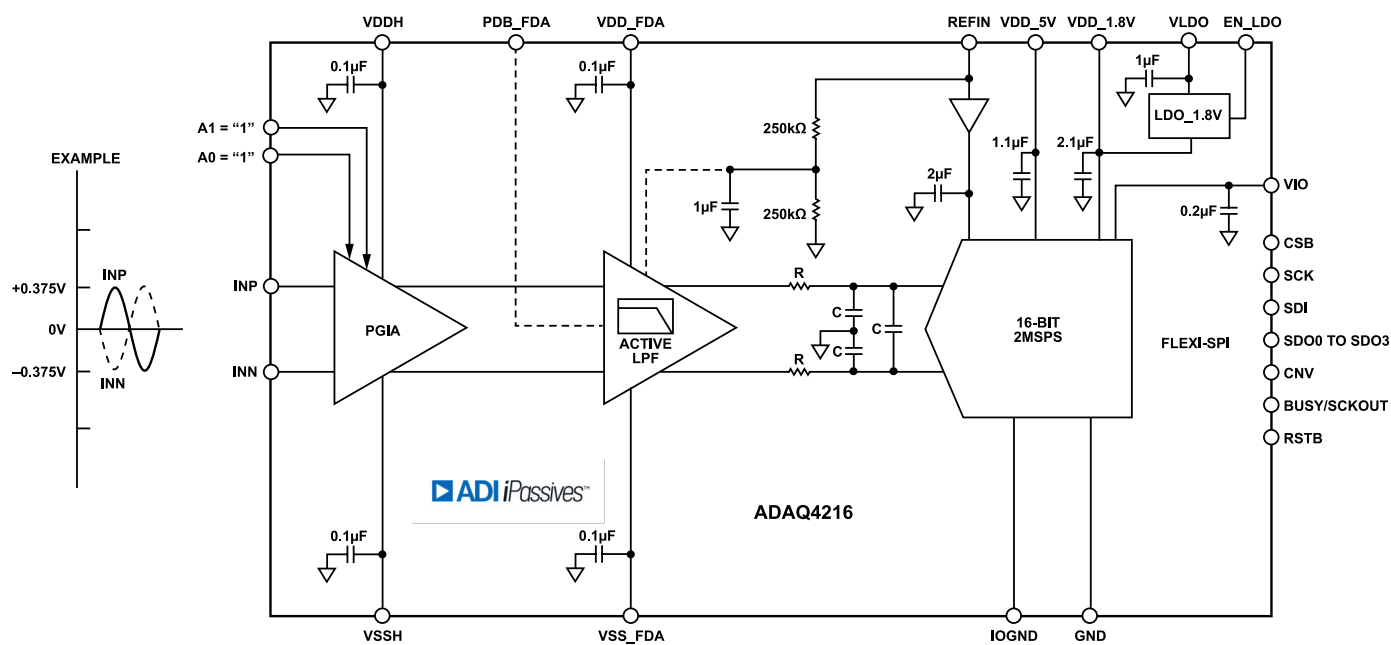 VDDH
PDB_FDA
VDD_FDA
REFIN
VDD_5V
VDD_1.8V
VLDO
EN_LDO
0.1µF
0.1µF
1µF
LDO_1.8V
A1 = “1”
A0 = “1”
250kΩ
1.1µF
2.1µF
EXAMPLE
2µF
VIO
1µF
250kΩ
0.2µF
CSB
INP
+0.375V
INP
R
SCK
PGIA
C
C
16-BIT
2MSPS
SDI
0V
ACTIVE
LPF
FLEXI-SPI
SDO0 TO SDO3
C
–0.375V
INN
INN
R
CNV
BUSY/SCKOUT
RSTB
ADI iPassives™
ADAQ4216
0.1µF
0.1µF
VSSH
VSS_FDA
IOGND
GND